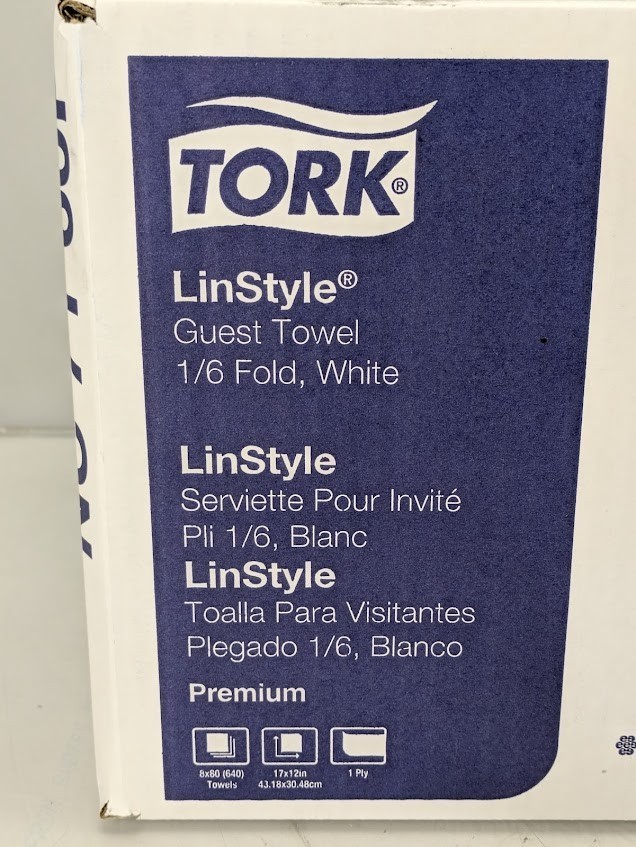 TORK®
LinStyle®
Guest Towel
1/6 Fold, White
LinStyle
Serviette Pour Invité
Pli 1/6, Blanc
LinStyle
Toalla Para Visitantes
Plegado 1/6, Blanco
Premium
8x80 (640)
Towels
17x12in
43.18x30.48cm
1 Ply